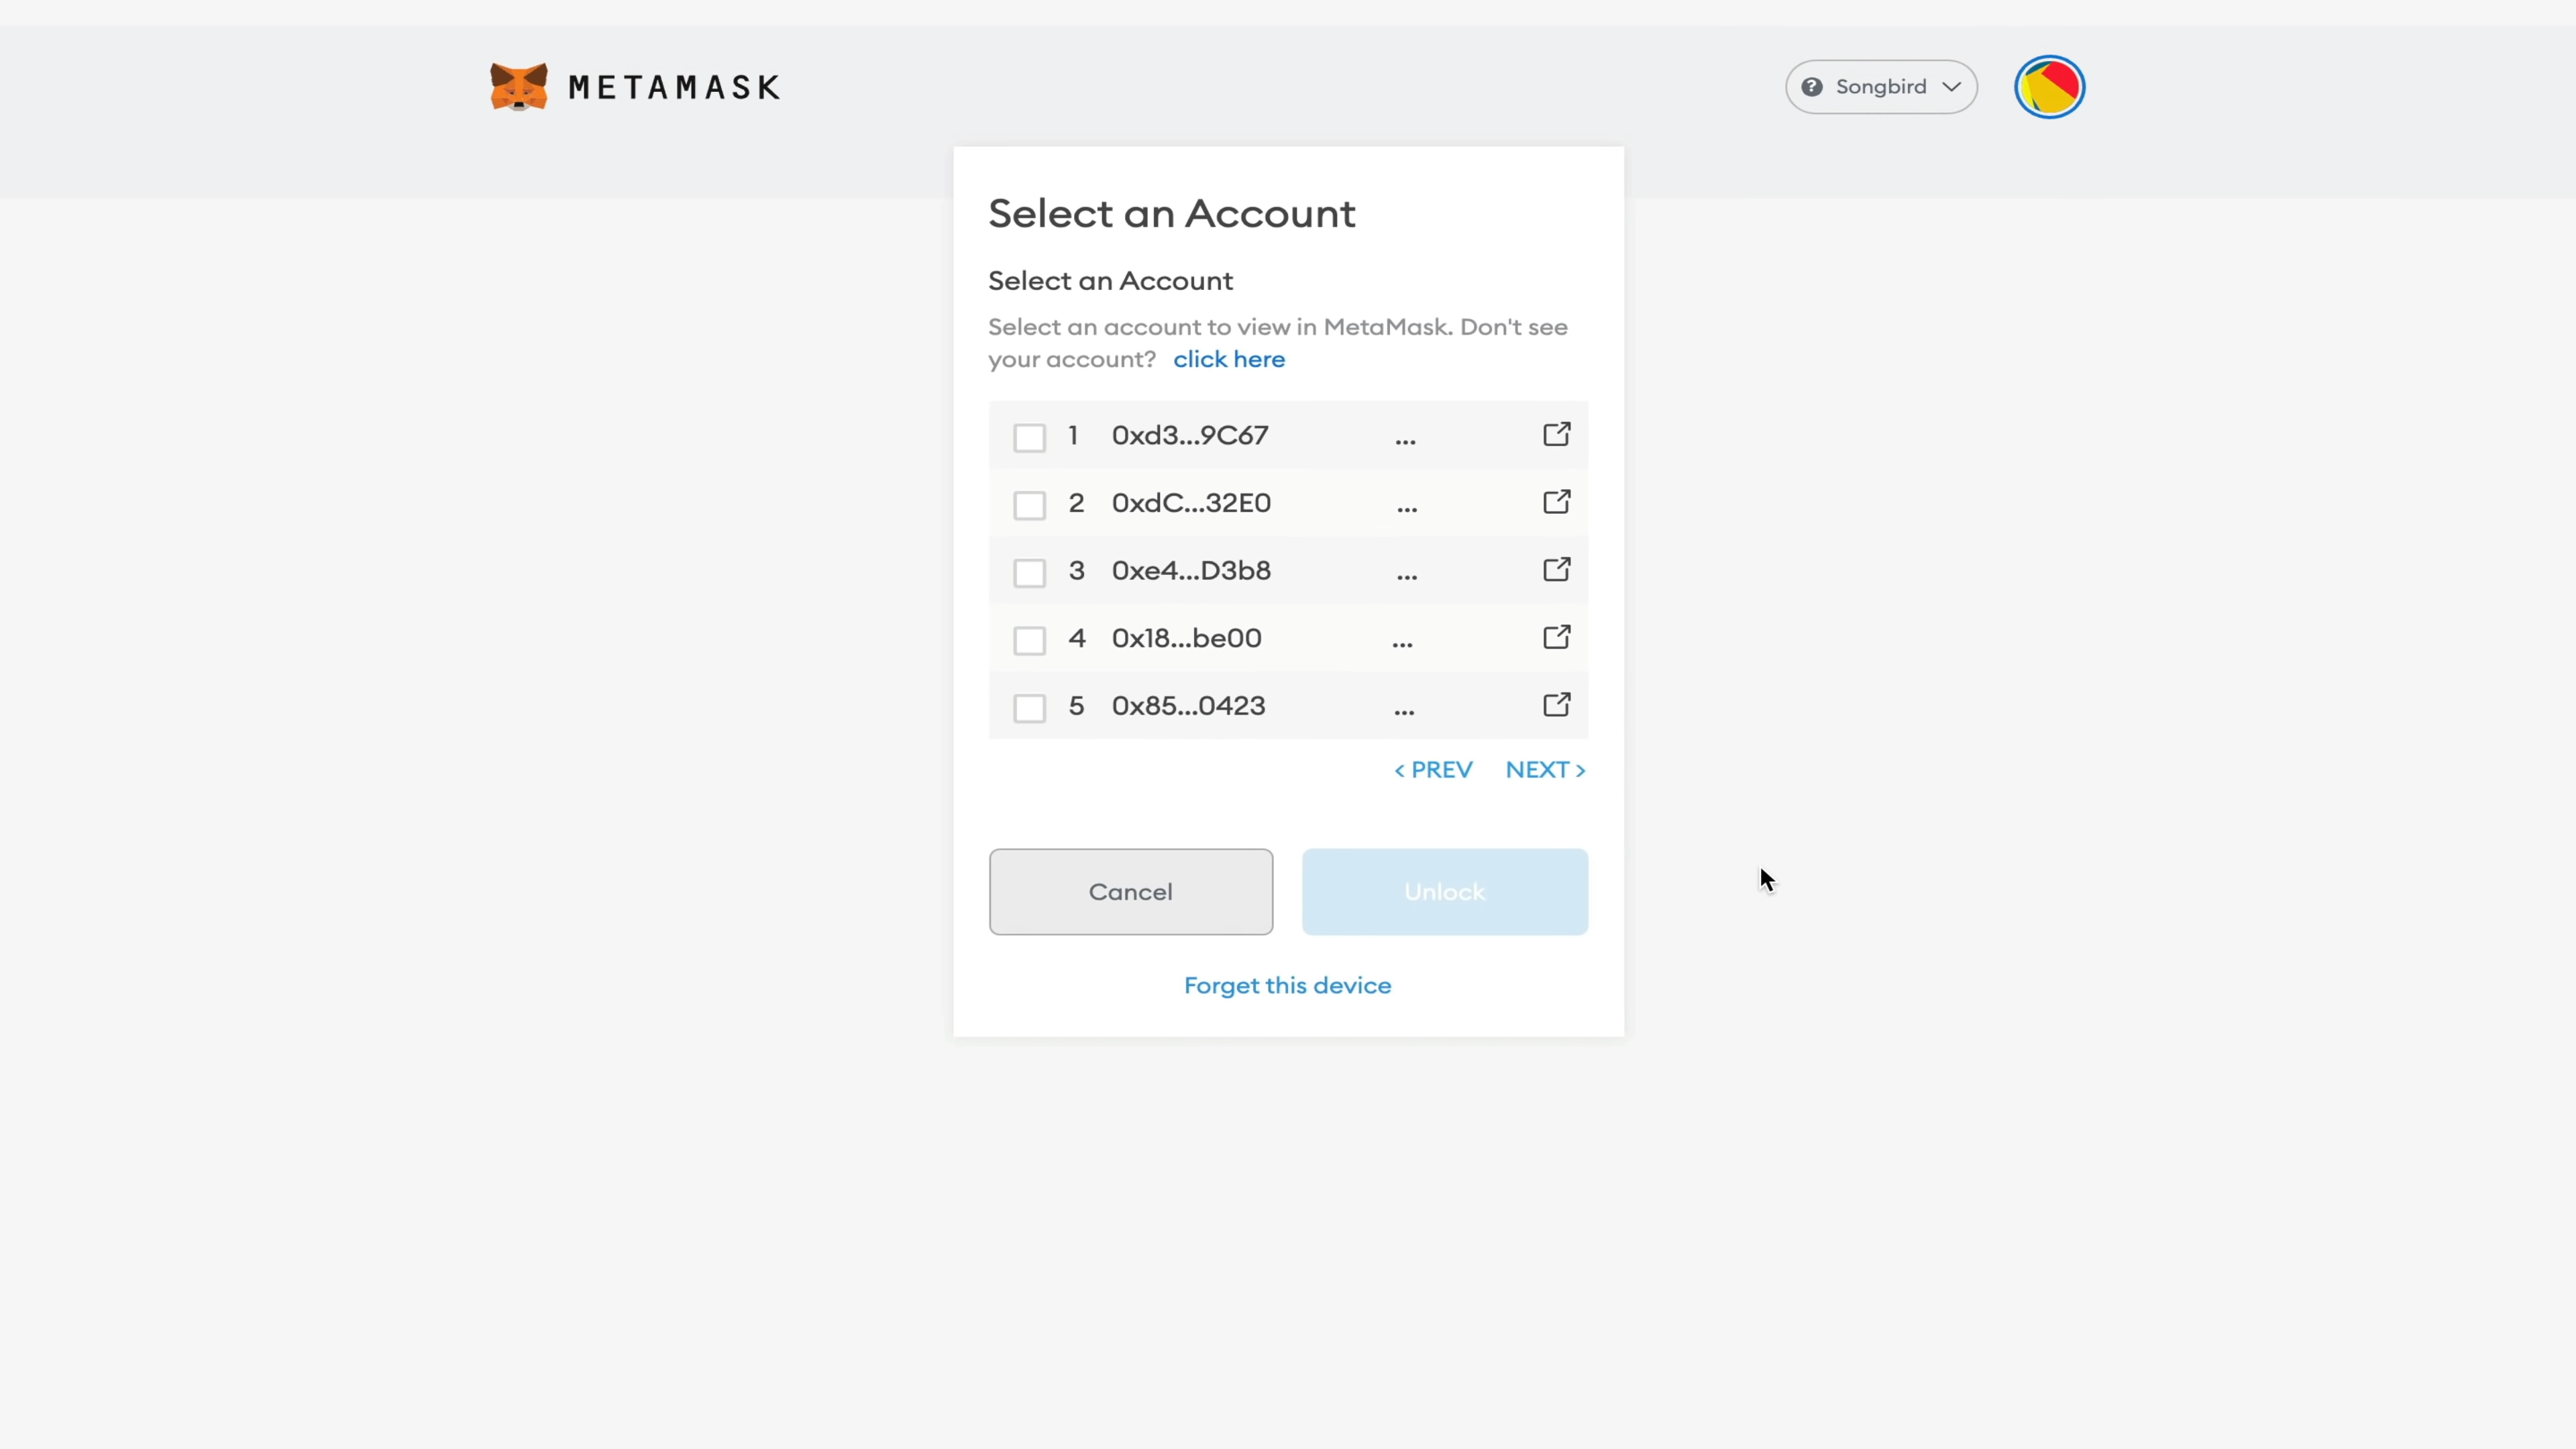 METAMASK
Songbird
Select an Account
Select an Account
Select an account to view in MetaMask. Don't see
your account? click here
1 0xd3...9C67 ...
2 0xdC...32E0 ...
3 0xe4...D3b8 ...
4 0x18...be00 ...
5 0x85...0423 ...
< PREV NEXT >
Cancel Unlock
Forget this device